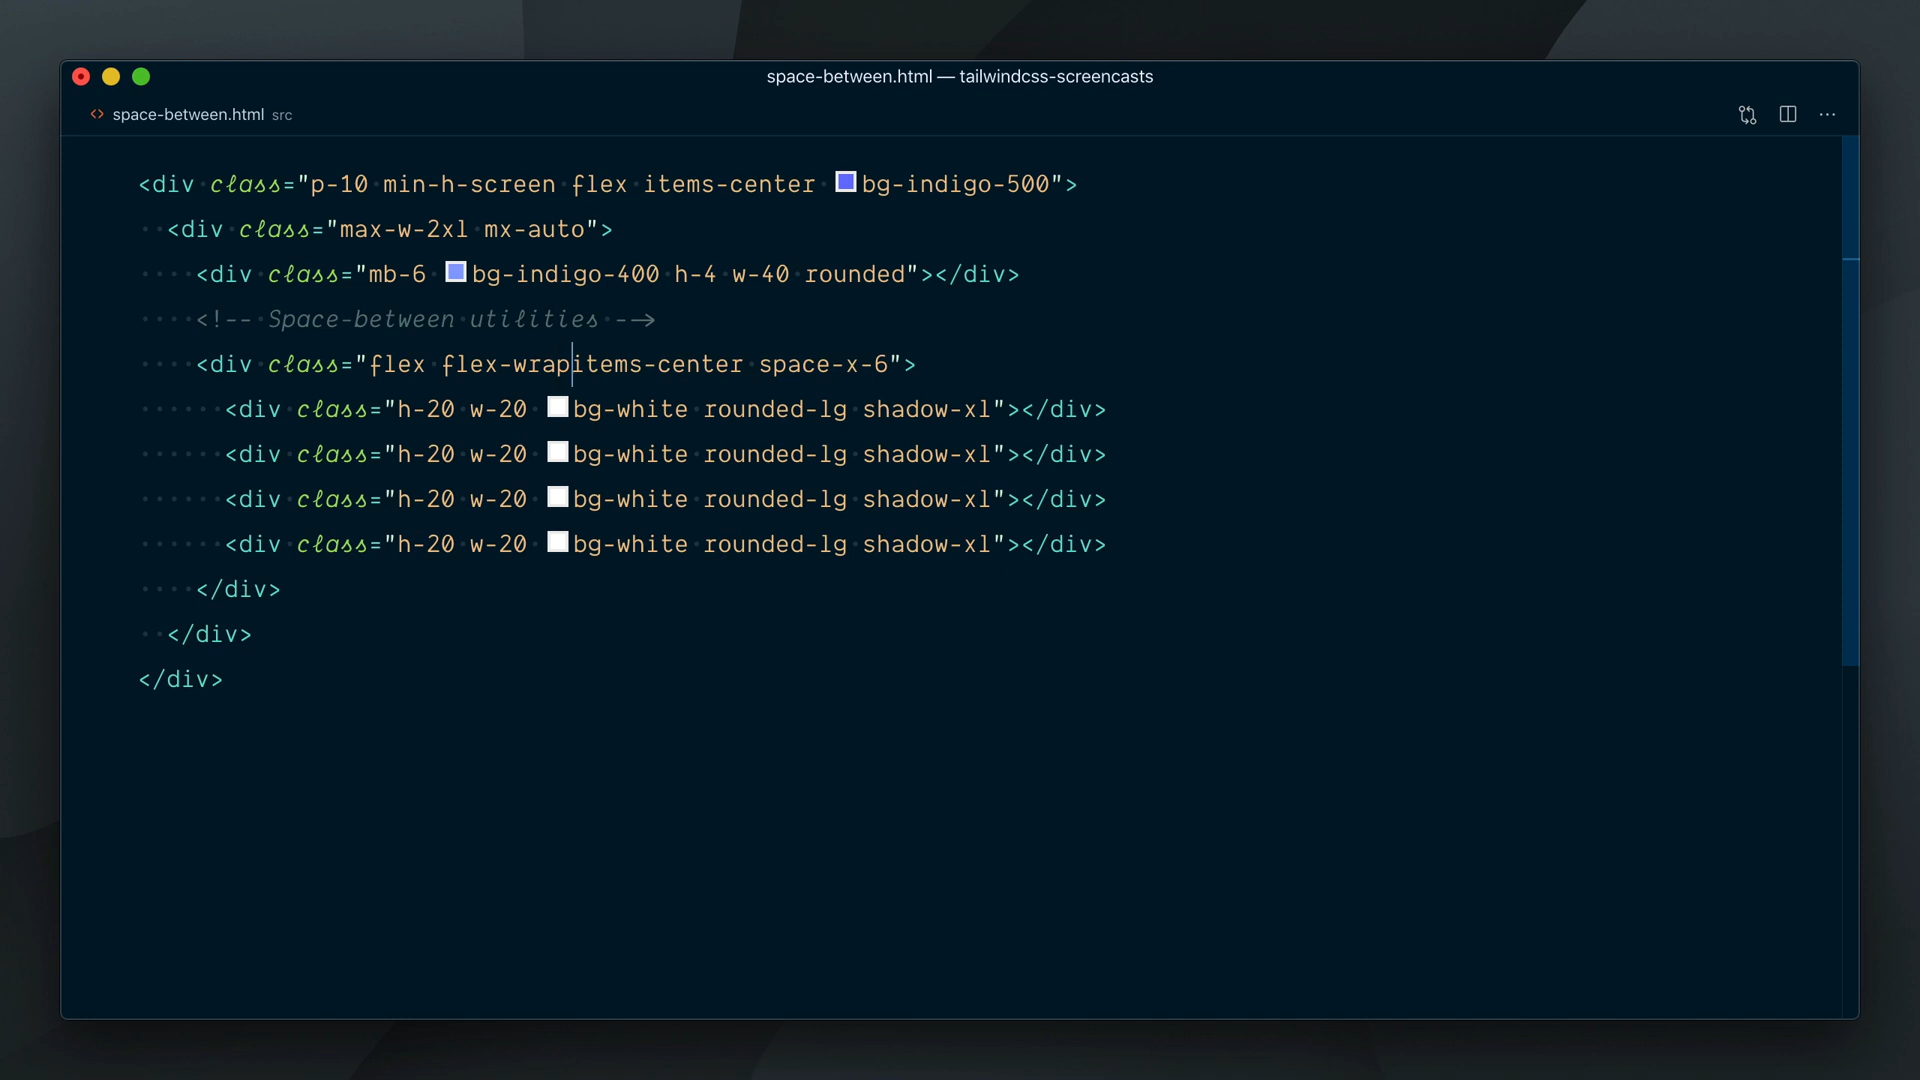 space-between.html — tailwindcss-screencasts
<> space-between.html src
<div class="p-10 min-h-screen flex items-center bg-indigo-500">
<div class="max-w-2xl mx-auto">
<div class="mb-6 bg-indigo-400 h-4 w-40 rounded"></div>
<!-- Space-between utilities -->
<div class="flex flex-wrapitems-center space-x-6">
<div class="h-20 w-20 bg-white rounded-lg shadow-xl"></div>
<div class="h-20 w-20 bg-white rounded-lg shadow-xl"></div>
<div class="h-20 w-20 bg-white rounded-lg shadow-xl"></div>
<div class="h-20 w-20 bg-white rounded-lg shadow-xl"></div>
</div>
</div>
</div>